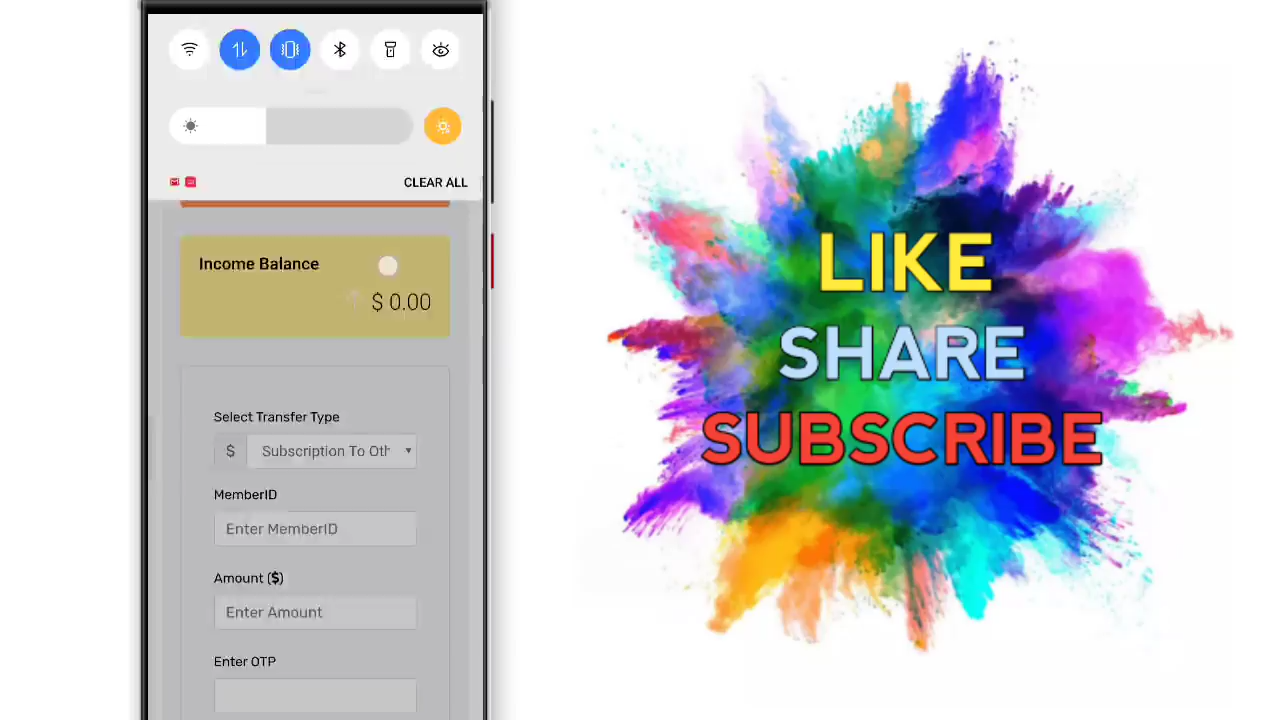 CLEAR ALL
Income Balance
$ 0.00
Select Transfer Type
$ Subscription To Oth
MemberID
Enter MemberID
Amount ($)
Enter Amount
Enter OTP
LIKE
SHARE
SUBSCRIBE